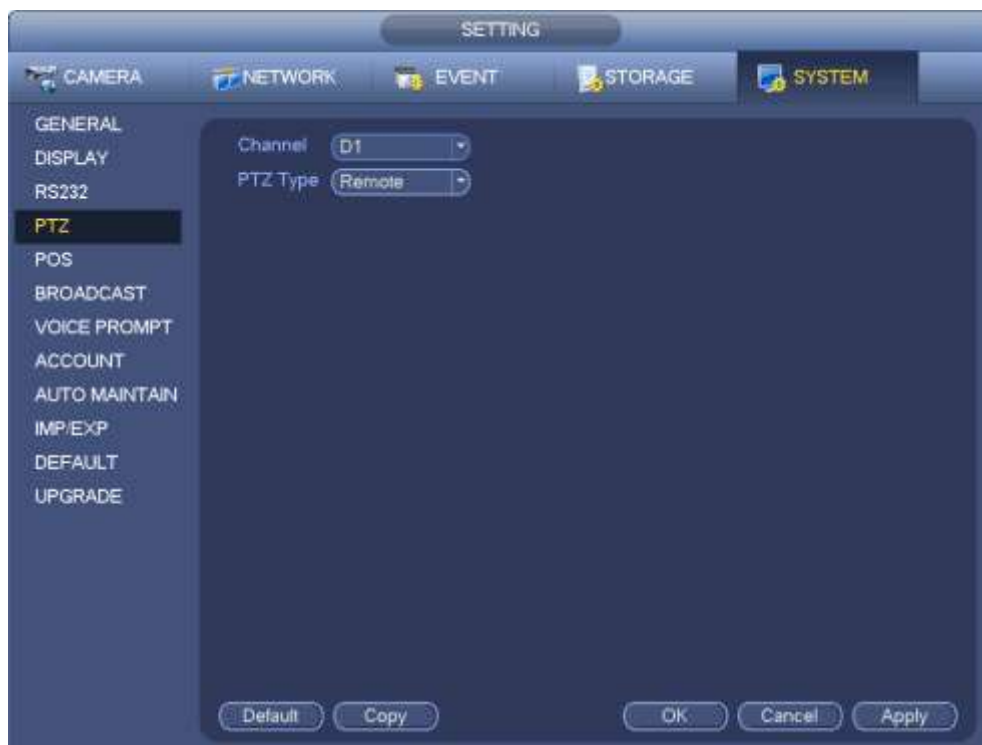 SETTING
CAMERA NETWORK EVENT STORAGE SYSTEM
GENERAL
DISPLAY
RS232
PTZ
POS
BROADCAST
VOICE PROMPT
ACCOUNT
AUTO MAINTAIN
IMP/EXP
DEFAULT
UPGRADE
Channel D1
PTZ Type Remote
Default Copy OK Cancel Apply